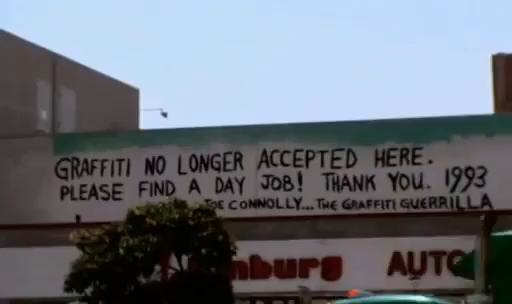 GRAFFITI NO LONGER ACCEPTED HERE.
PLEASE FIND A DAY JOB! THANK YOU. 1993
JOE CONNOLLY...THE GRAFFITI GUERRILLA
AUTO